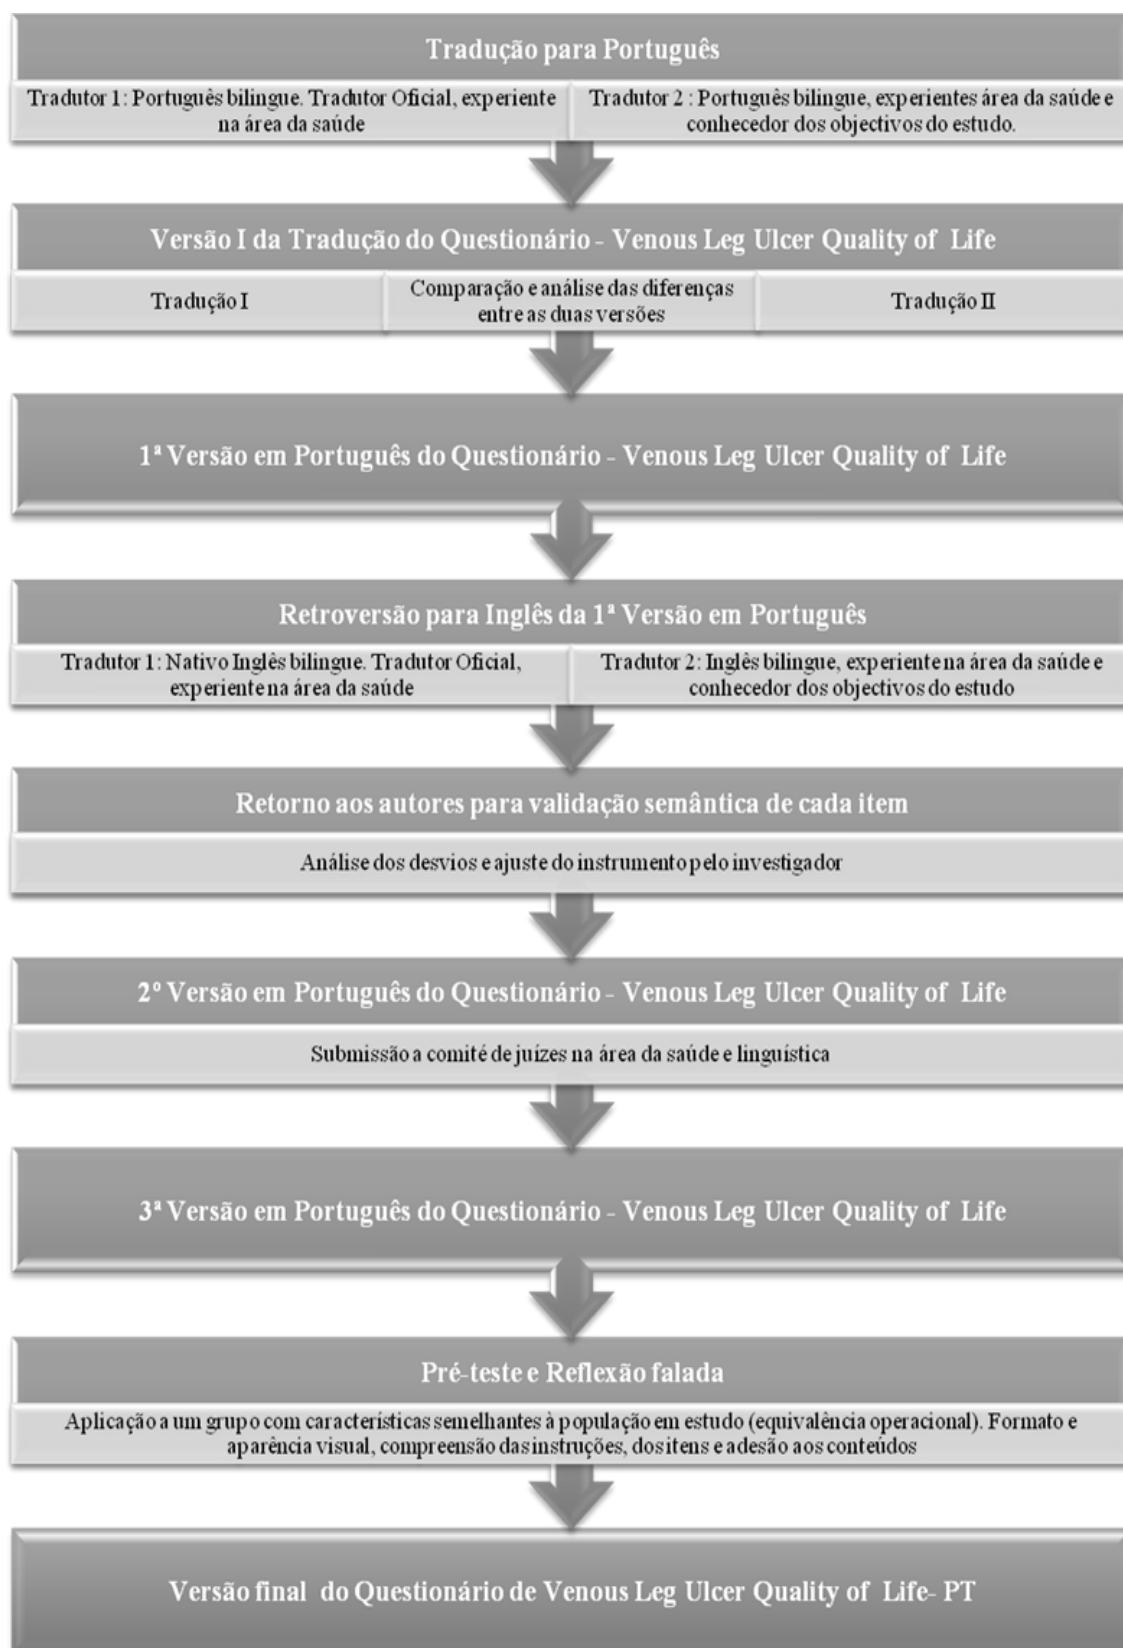 Tradução para Português
Tradutor 1: Português bilingue. Tradutor Oficial, experiente
na área da saúde
Tradutor 2 : Português bilingue, experientes área da saúde e
conhecedor dos objectivos do estudo.
Versão I da Tradução do Questionário - Venous Leg Ulcer Quality of Life
Tradução I
Comparação e análise das diferenças
entre as duas versões
Tradução II
1ª Versão em Português do Questionário - Venous Leg Ulcer Quality of Life
Retroversão para Inglês da 1ª Versão em Português
Tradutor 1: Nativo Inglês bilingue. Tradutor Oficial,
experiente na área da saúde
Tradutor 2: Inglês bilingue, experiente na área da saúde e
conhecedor dos objectivos do estudo
Retorno aos autores para validação semântica de cada item
Análise dos desvios e ajuste do instrumento pelo investigador
2º Versão em Português do Questionário - Venous Leg Ulcer Quality of Life
Submissão a comité de juízes na área da saúde e linguística
3ª Versão em Português do Questionário - Venous Leg Ulcer Quality of Life
Pré-teste e Reflexão falada
Aplicação a um grupo com características semelhantes à população em estudo (equivalência operacional). Formato e
aparência visual, compreensão das instruções, dos itens e adesão aos conteúdos
Versão final do Questionário de Venous Leg Ulcer Quality of Life- PT